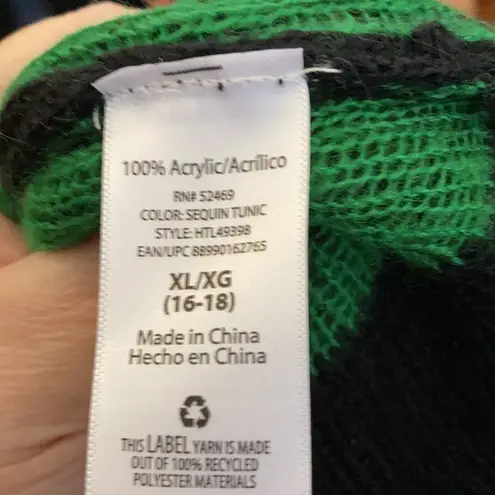 100% Acrylic/Acrílico
RN# 52469
COLOR: SEQUIN TUNIC
STYLE: HTL49398
EAN/UPC 88990162765
XL/XG
(16-18)
Made in China
Hecho en China
THIS LABEL YARN IS MADE
OUT OF 100% RECYCLED
POLYESTER MATERIALS